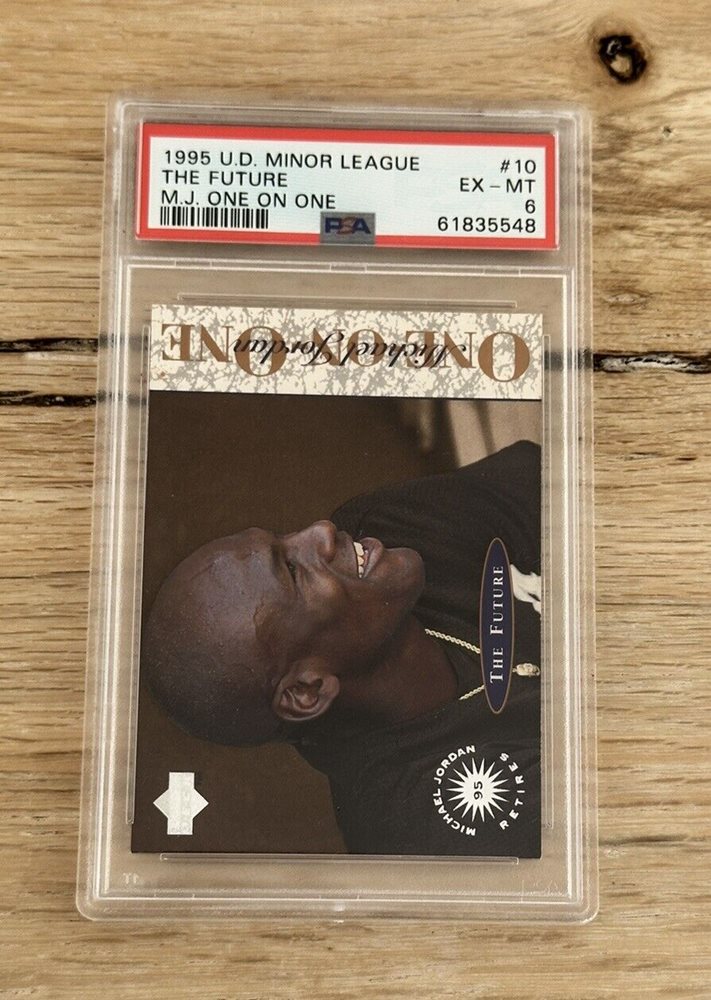 1995 U.D. MINOR LEAGUE #10
THE FUTURE EX - MT
M.J. ONE ON ONE 6
PSA 61835548
ONE ON ONE
Michael Jordan
THE FUTURE
MICHAEL JORDAN
95
RETIRES